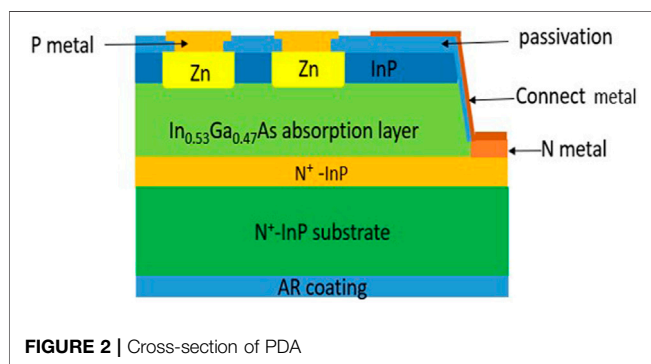 P metal
passivation
Zn
Zn
InP
Connect metal
In0.53Ga0.47As absorption layer
N metal
N+ -InP
N+-InP substrate
AR coating
FIGURE 2 | Cross-section of PDA